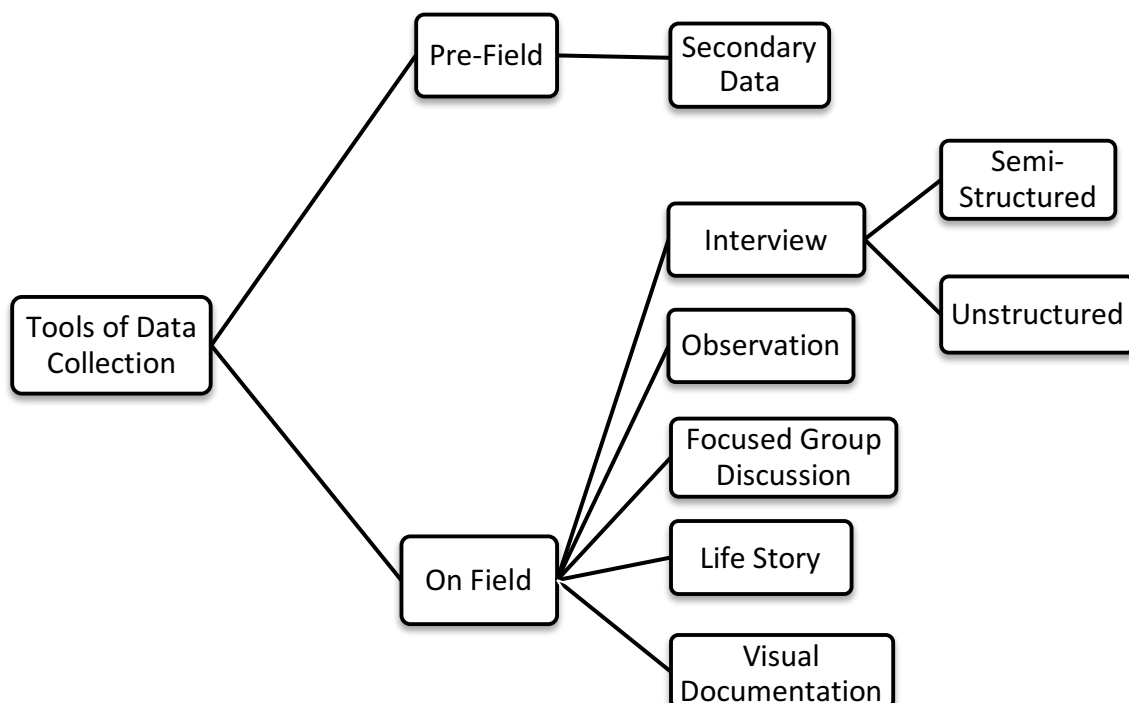 Tools of Data
Collection
Pre-Field
Secondary
Data
On Field
Interview
Semi-
Structured
Unstructured
Observation
Focused Group
Discussion
Life Story
Visual
Documentation